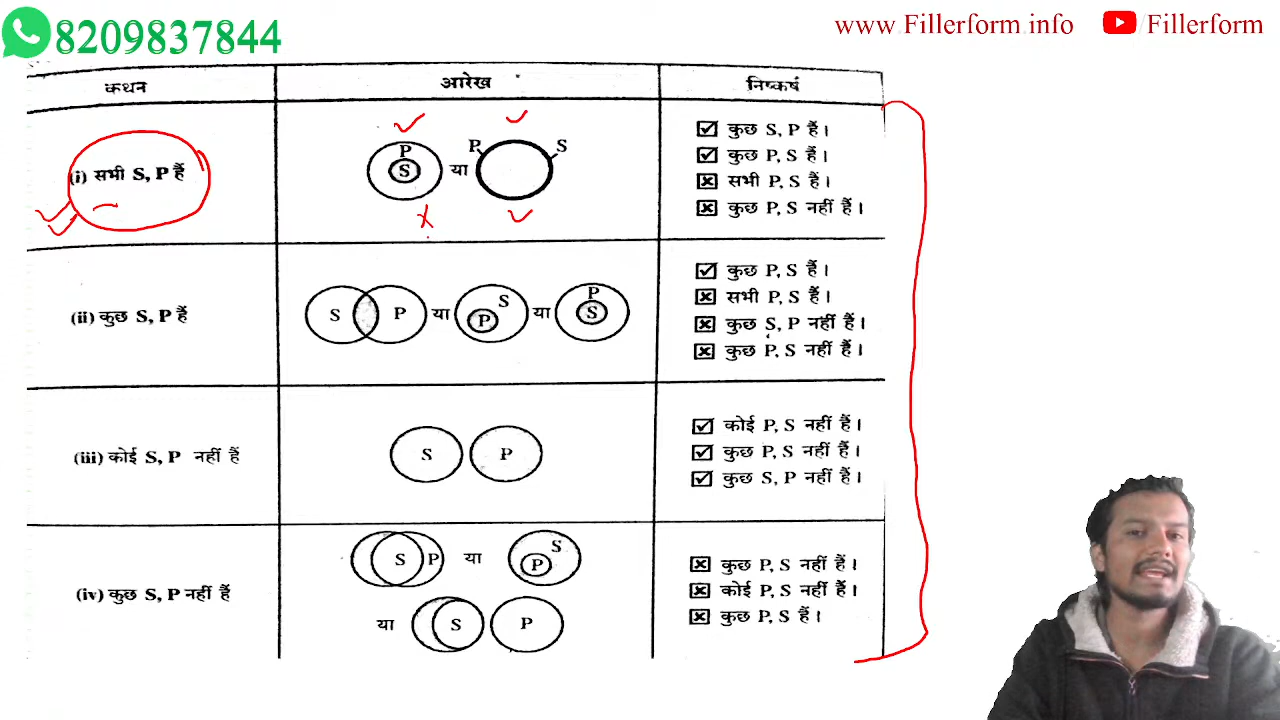 8209837844
www.Fillerform.info
/Fillerform
कथन आरेख निष्कर्ष
(i) सभी S, P हैं
P
S
या
P S
कुछ S, P हैं।
कुछ P, S हैं।
सभी P, S हैं।
कुछ P, S नहीं हैं।
(ii) कुछ S, P हैं
S P या S P या P S
कुछ P, S हैं।
सभी P, S हैं।
कुछ S, P नहीं हैं।
कुछ P, S नहीं हैं।
(iii) कोई S, P नहीं हैं
S P
कोई P, S नहीं हैं।
कुछ P, S नहीं हैं।
कुछ S, P नहीं हैं।
(iv) कुछ S, P नहीं हैं
S P या S P
या S P
कुछ P, S नहीं हैं।
कोई P, S नहीं हैं।
कुछ P, S हैं।